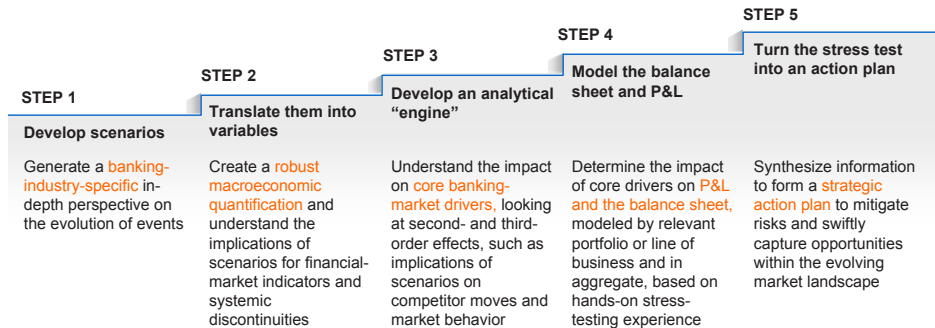 STEP 1
Develop scenarios
Generate a banking-
industry-specific in-
depth perspective on
the evolution of events
STEP 2
Translate them into
variables
Create a robust
macroeconomic
quantification and
understand the
implications of
scenarios for financial-
market indicators and
systemic
discontinuities
STEP 3
Develop an analytical
“engine”
Understand the impact
on core banking-
market drivers, looking
at second- and third-
order effects, such as
implications of
scenarios on
competitor moves and
market behavior
STEP 4
Model the balance
sheet and P&L
Determine the impact
of core drivers on P&L
and the balance sheet,
modeled by relevant
portfolio or line of
business and in
aggregate, based on
hands-on stress-
testing experience
STEP 5
Turn the stress test
into an action plan
Synthesize information
to form a strategic
action plan to mitigate
risks and swiftly
capture opportunities
within the evolving
market landscape